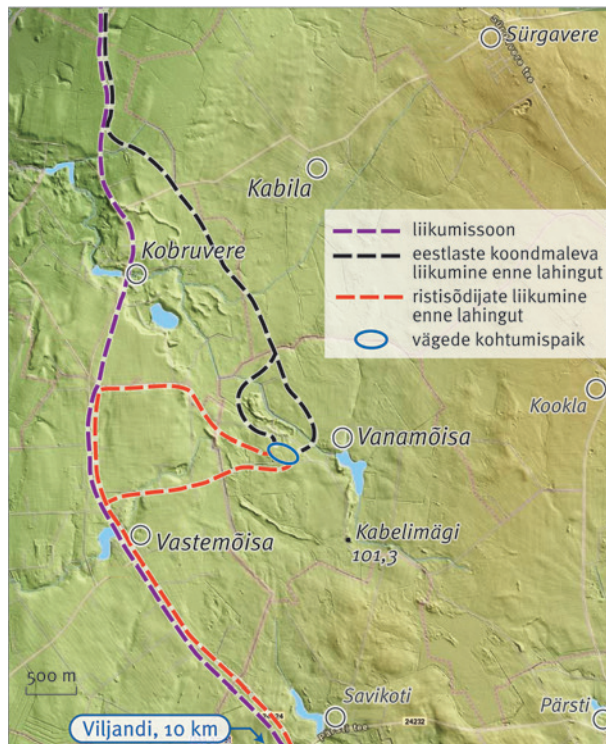 Sürgavere
Kabila
liikumissoon
eestlaste koondmaleva
liikumine enne lahingut
ristisõdijate liikumine
enne lahingut
vägede kohtumispaik
Kobruvere
Kookla
Vanamõisa
Vastemõisa
Kabelimägi
101,3
500 m
Savikoti
Pärsti
24232
Viljandi, 10 km